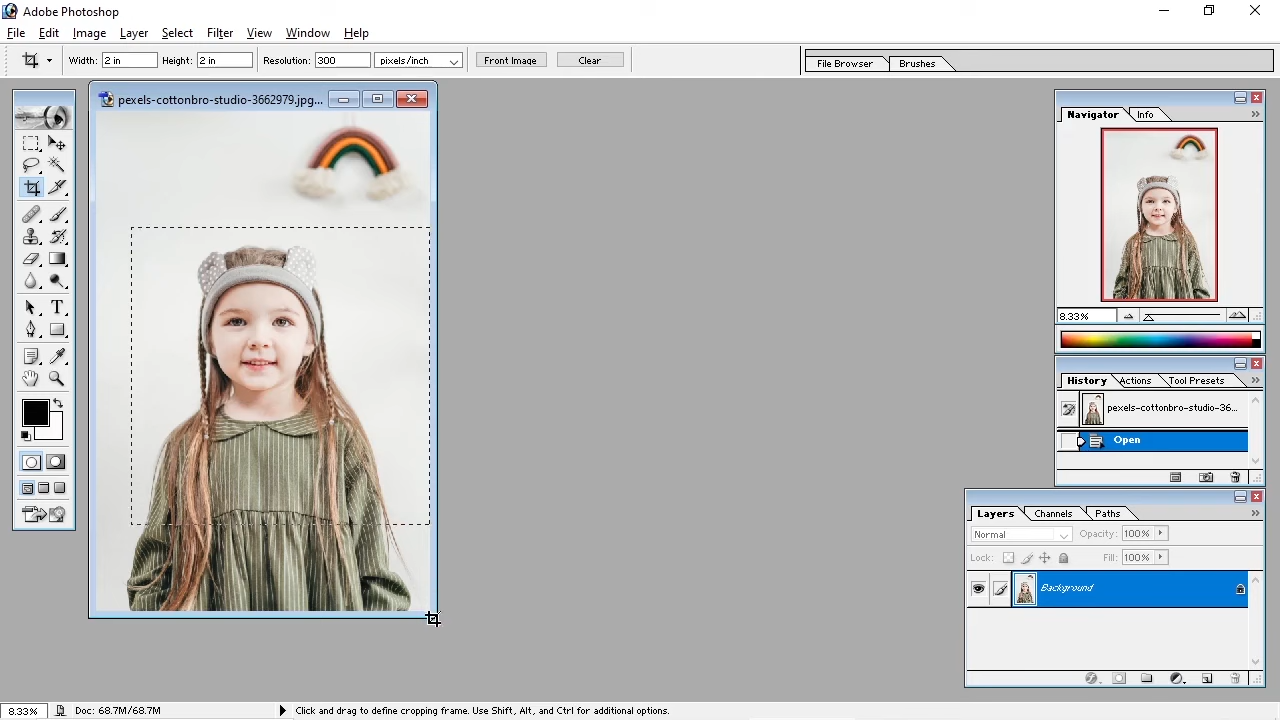 Adobe Photoshop
File Edit Image Layer Select Filter View Window Help
Width: 2 in Height: 2 in Resolution: 300 pixels/inch Front Image Clear File Browser Brushes
pexels-cottonbro-studio-3662979.jpg...
Navigator Info
8.33%
History Actions Tool Presets
pexels-cottonbro-studio-36...
Open
Layers Channels Paths
Normal Opacity: 100%
Lock: Fill: 100%
Background
8.33% Doc: 68.7M/68.7M Click and drag to define cropping frame. Use Shift, Alt, and Ctrl for additional options.